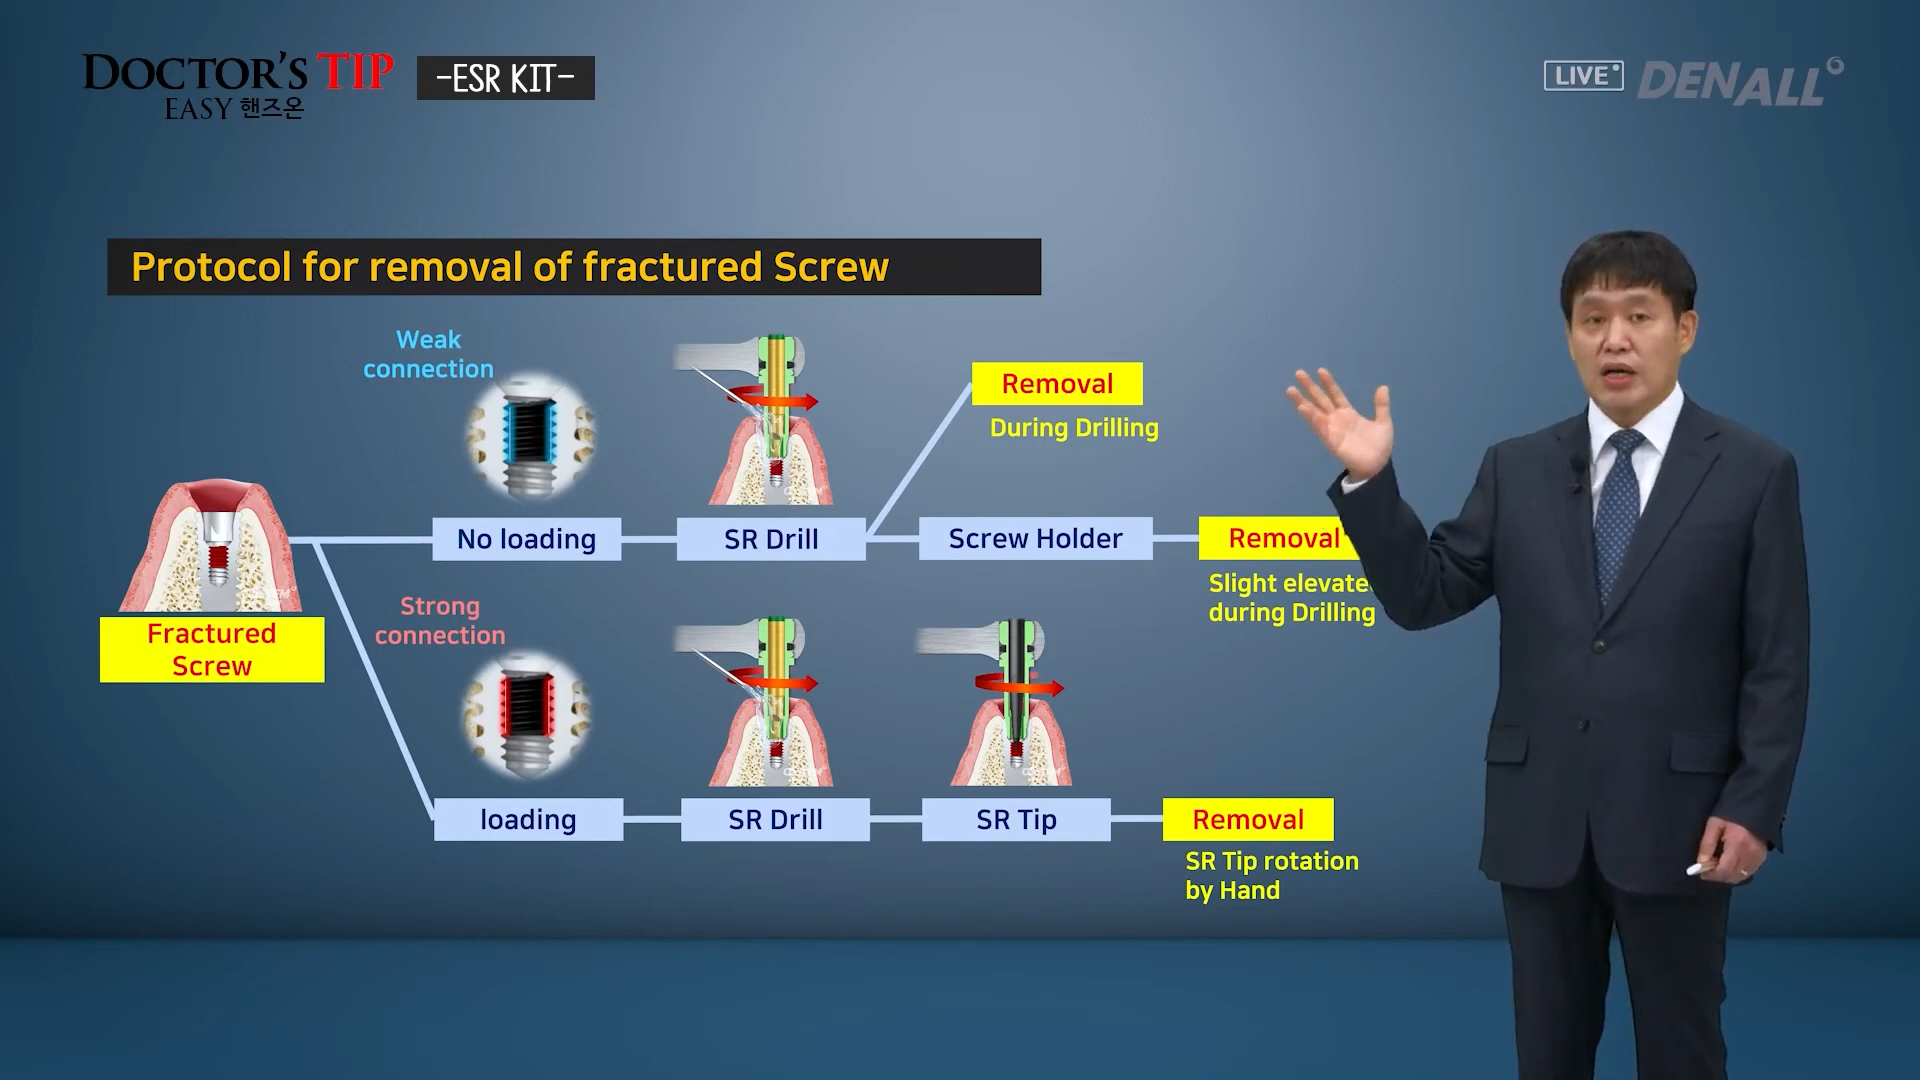 DOCTOR'S TIP
EASY 핸즈온
-ESR KIT-
LIVE
DENALL
Protocol for removal of fractured Screw
Weak
connection
Removal
During Drilling
No loading
SR Drill
Screw Holder
Removal
Slight elevate
during Drilling
Fractured
Screw
Strong
connection
loading
SR Drill
SR Tip
Removal
SR Tip rotation
by Hand